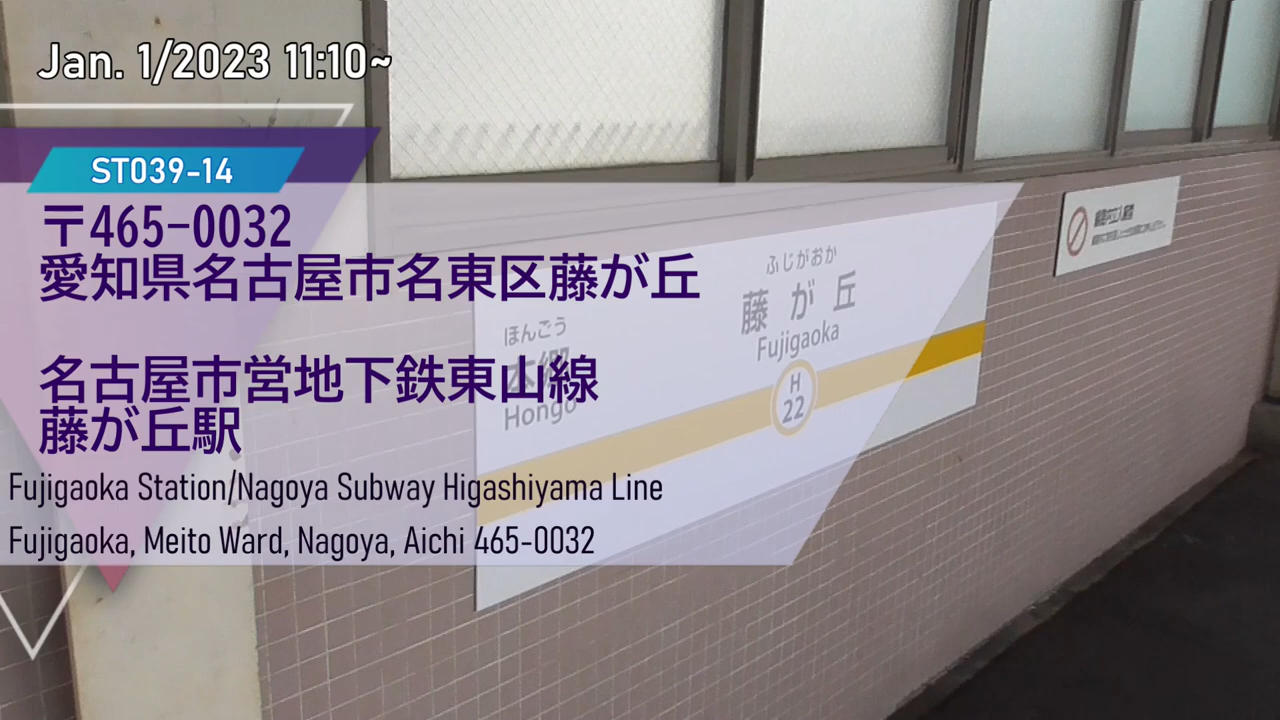 Jan. 1/2023 11:10~
ST039-14
〒465-0032
愛知県名古屋市名東区藤が丘
名古屋市営地下鉄東山線
藤が丘駅
Fujigaoka Station/Nagoya Subway Higashiyama Line
Fujigaoka, Meito Ward, Nagoya, Aichi 465-0032
ほんごう
本郷
Hongo
ふじがおか
藤が丘
Fujigaoka
H
22